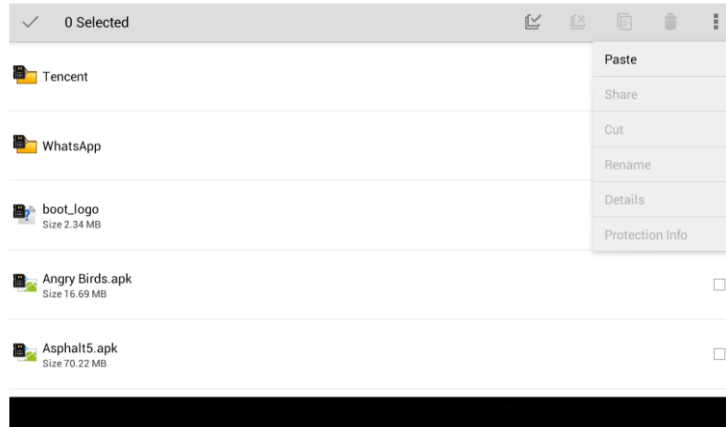 0 Selected
Paste
Tencent
Share
Cut
WhatsApp
Rename
Details
boot_logo
Size 2.34 MB
Protection Info
Angry Birds.apk
Size 16.69 MB
Asphalt5.apk
Size 70.22 MB